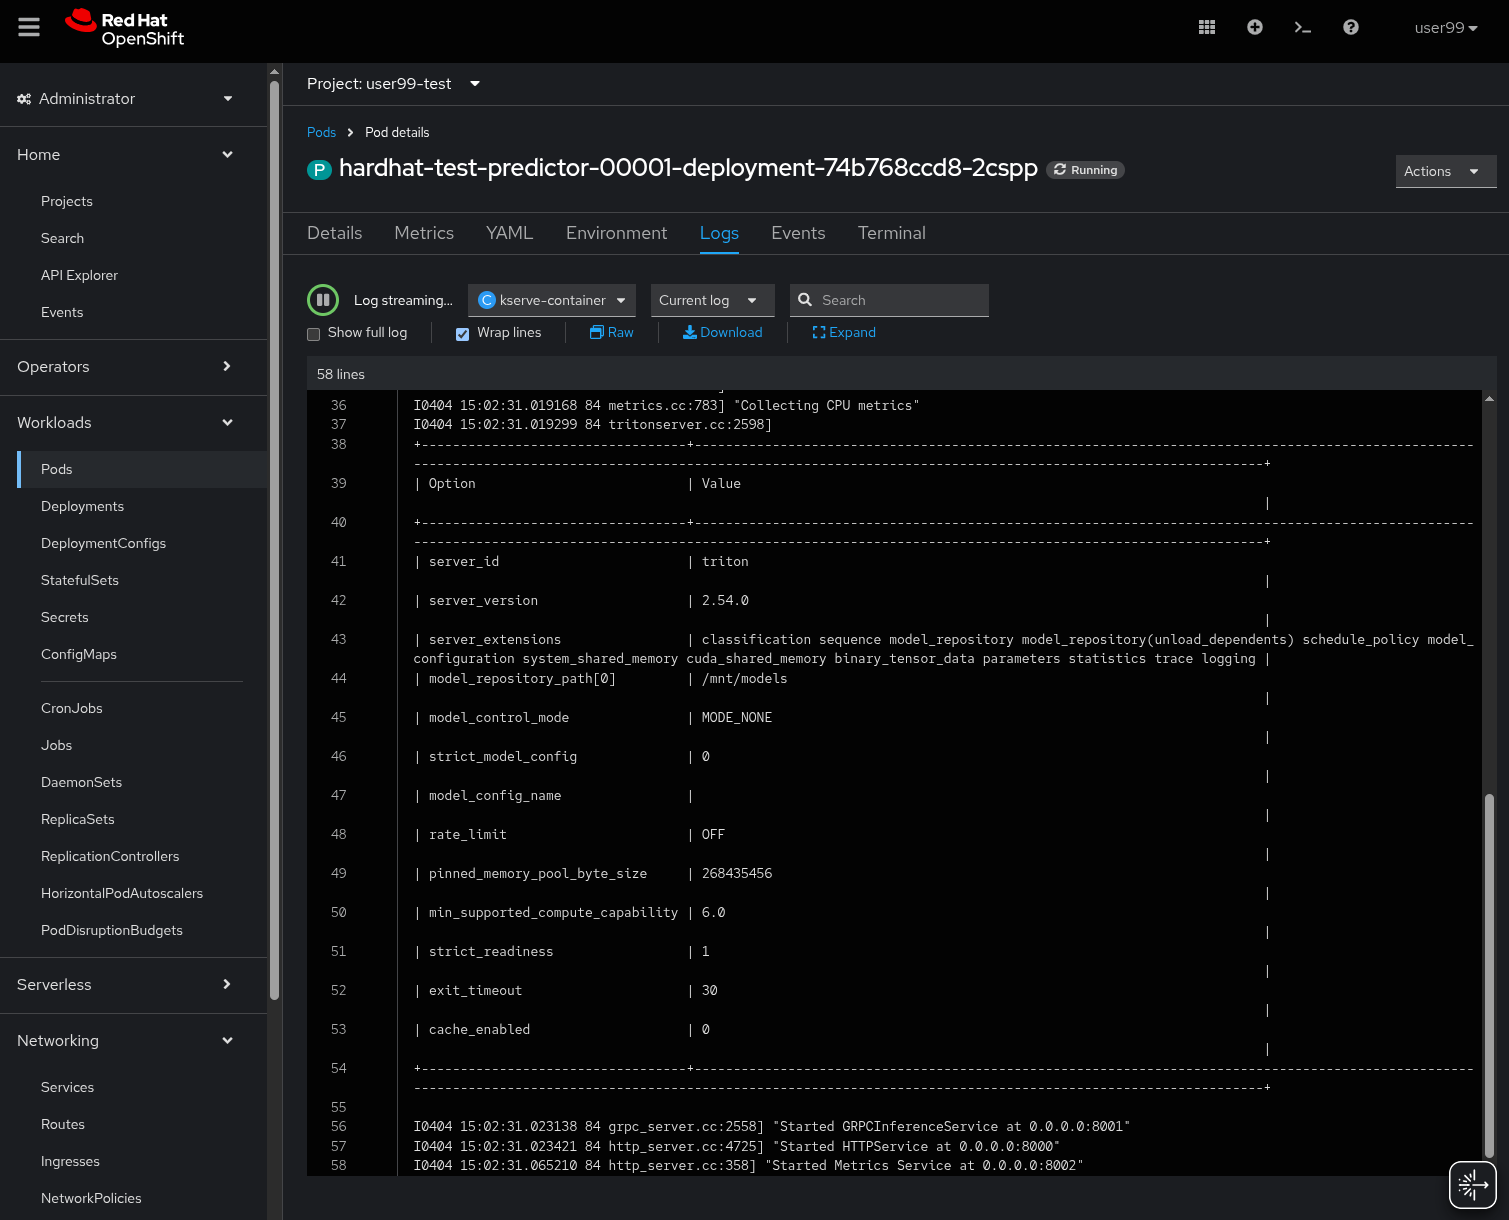 Red Hat
OpenShift
user99
Administrator
Home
Projects
Search
API Explorer
Events
Operators
Workloads
Pods
Deployments
DeploymentConfigs
StatefulSets
Secrets
ConfigMaps
CronJobs
Jobs
DaemonSets
ReplicaSets
ReplicationControllers
HorizontalPodAutoscalers
PodDisruptionBudgets
Serverless
Networking
Services
Routes
Ingresses
NetworkPolicies
Project: user99-test
Pods > Pod details
P hardhat-test-predictor-00001-deployment-74b768ccd8-2cspp Running
Actions
Details Metrics YAML Environment Logs Events Terminal
Log streaming... C kserve-container Current log Search
Show full log Wrap lines Raw Download Expand
58 lines
36 I0404 15:02:31.019168 84 metrics.cc:783] "Collecting CPU metrics"
37 I0404 15:02:31.019299 84 tritonserver.cc:2598]
38 +----------------------------------+----------------------------------------------------------------------------------------------------
-------------------------------------------------------------------------------------------------------------+
39 | Option | Value
|
40 +----------------------------------+----------------------------------------------------------------------------------------------------
-------------------------------------------------------------------------------------------------------------+
41 | server_id | triton
|
42 | server_version | 2.54.0
|
43 | server_extensions | classification sequence model_repository model_repository(unload_dependents) schedule_policy model_
configuration system_shared_memory cuda_shared_memory binary_tensor_data parameters statistics trace logging |
44 | model_repository_path[0] | /mnt/models
|
45 | model_control_mode | MODE_NONE
|
46 | strict_model_config | 0
|
47 | model_config_name |
|
48 | rate_limit | OFF
|
49 | pinned_memory_pool_byte_size | 268435456
|
50 | min_supported_compute_capability | 6.0
|
51 | strict_readiness | 1
|
52 | exit_timeout | 30
|
53 | cache_enabled | 0
|
54 +----------------------------------+----------------------------------------------------------------------------------------------------
-------------------------------------------------------------------------------------------------------------+
55
56 I0404 15:02:31.023138 84 grpc_server.cc:2558] "Started GRPCInferenceService at 0.0.0.0:8001"
57 I0404 15:02:31.023421 84 http_server.cc:4725] "Started HTTPService at 0.0.0.0:8000"
58 I0404 15:02:31.065210 84 http_server.cc:358] "Started Metrics Service at 0.0.0.0:8002"